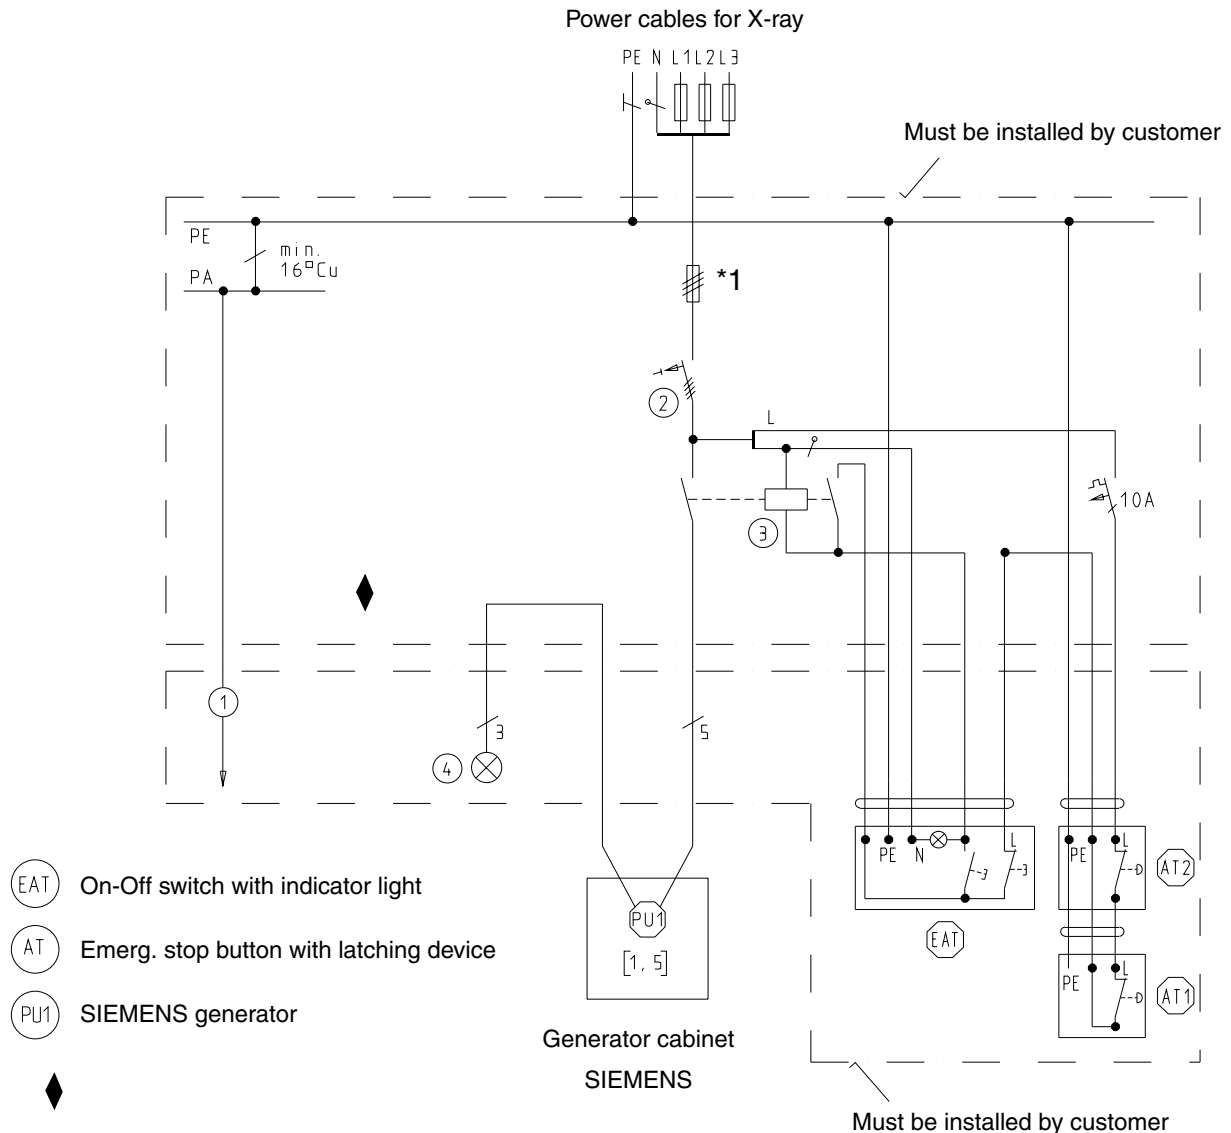 Power cables for X-ray
PE N L1 L2 L3
Must be installed by customer
PE
min.
16□Cu
PA
*1
2
L
10A
3
1
3
5
4
L
PE N
PE
L
AT2
EAT
On-Off switch with indicator light
EAT
PU1
AT
Emerg. stop button with latching device
[1, 5]
L
PE
AT1
PU1
SIEMENS generator
Generator cabinet
SIEMENS
Must be installed by customer